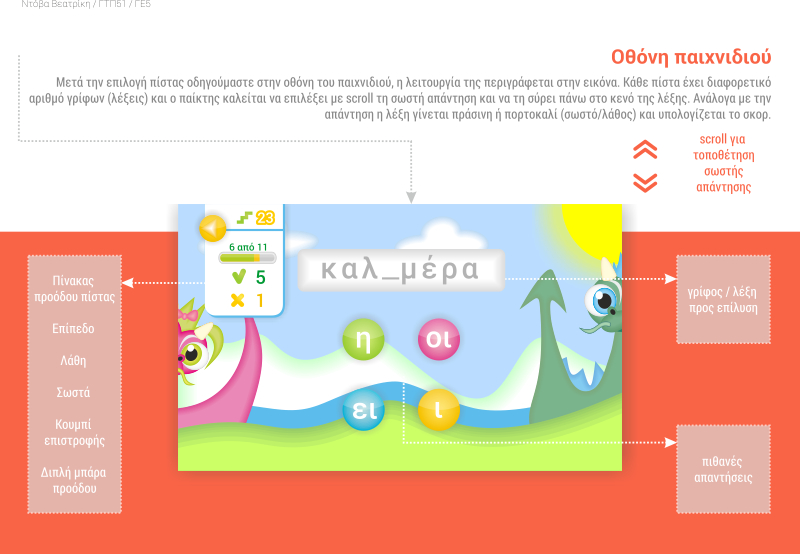 Ντόβα Βεατρίκη / ΓΤΠ51 / ΓΕ5
Οθόνη παιχνιδιού
Μετά την επιλογή πίστας οδηγούμαστε στην οθόνη του παιχνιδιού, η λειτουργία της περιγράφεται στην εικόνα. Κάθε πίστα έχει διαφορετικό
αριθμό γρίφων (λέξεις) και ο παίκτης καλείται να επιλέξει με scroll τη σωστή απάντηση και να τη σύρει πάνω στο κενό της λέξης. Ανάλογα με την
απάντηση η λέξη γίνεται πράσινη ή πορτοκαλί (σωστό/λάθος) και υπολογίζεται το σκορ.
scroll για
τοποθέτηση
σωστής
απάντησης
23
6 από 11
5
1
καλ_μέρα
η
οι
ει
ι
Πίνακας
προόδου πίστας
Επίπεδο
Λάθη
Σωστά
Κουμπί
επιστροφής
Διπλή μπάρα
προόδου
γρίφος / λέξη
προς επίλυση
πιθανές
απαντήσεις